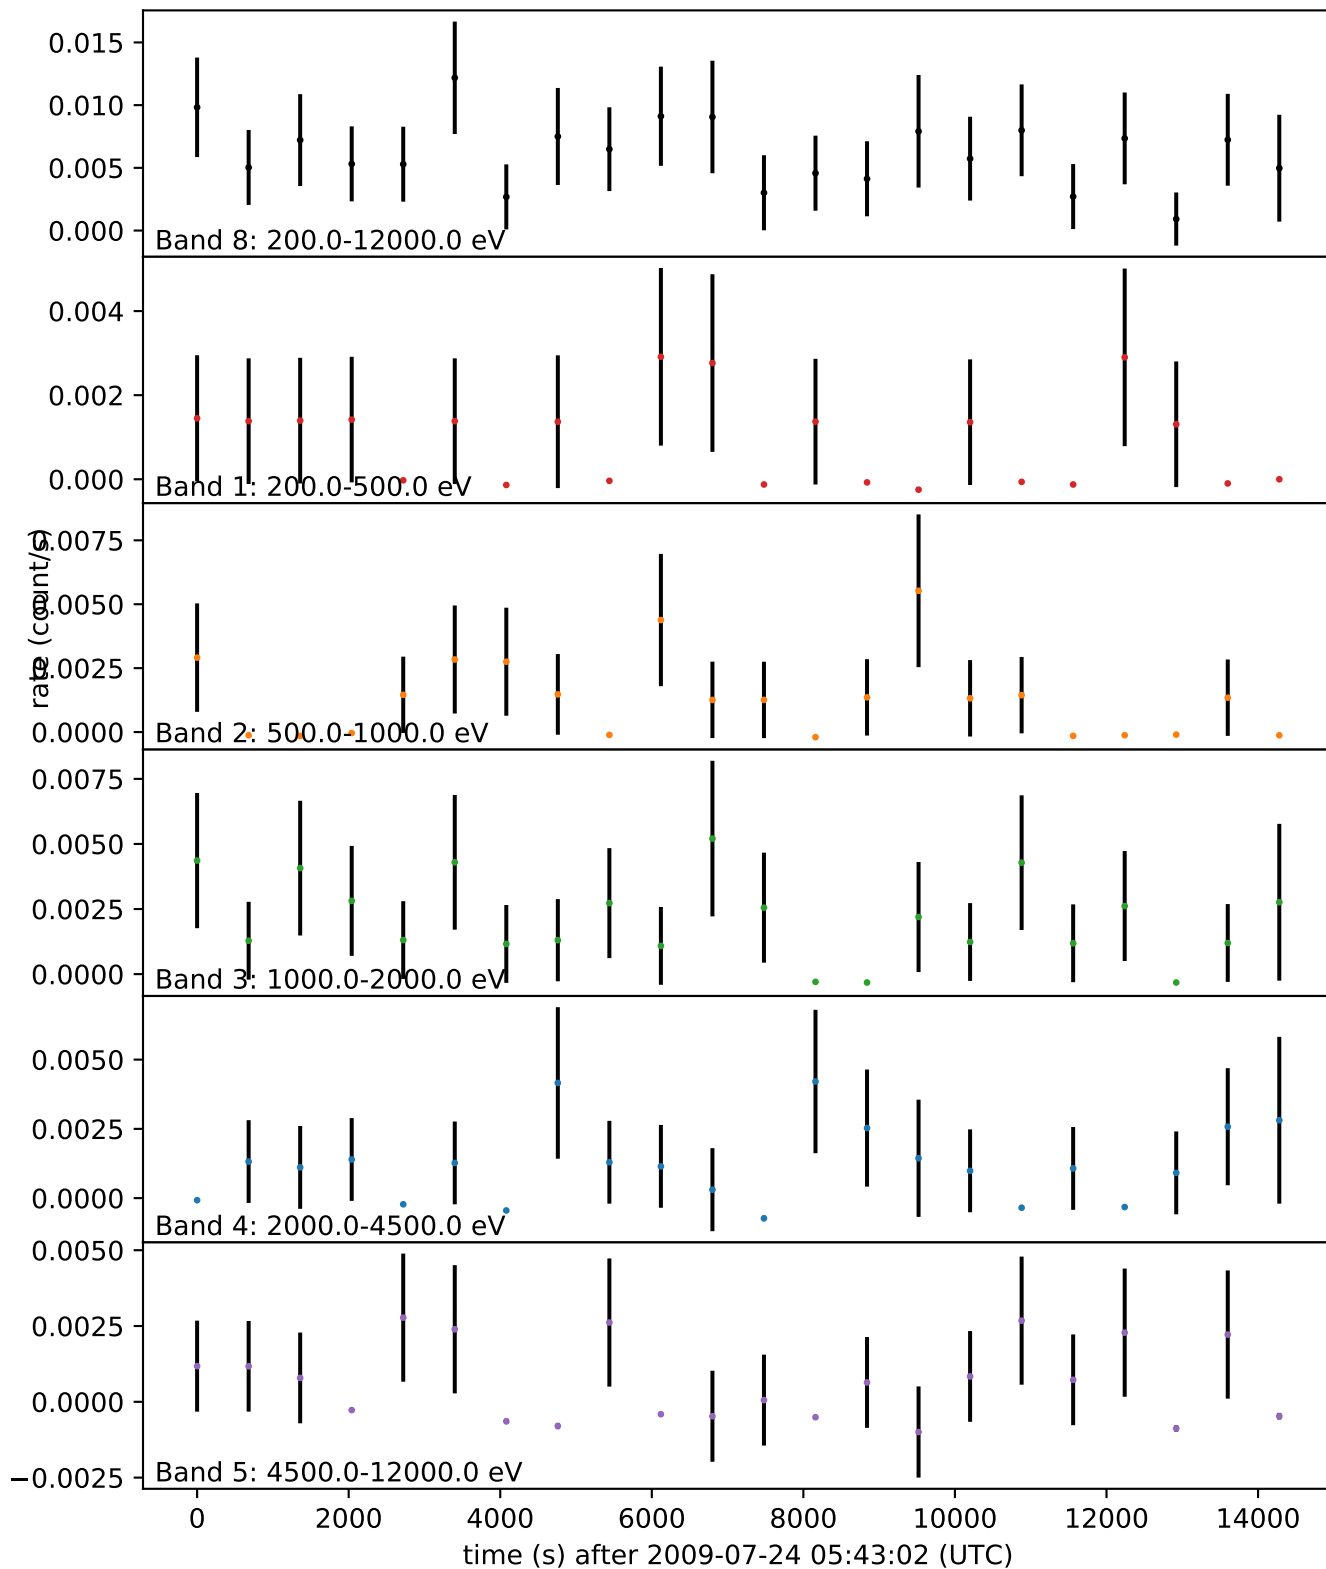 0.015
0.010
0.005
0.000
Band 8: 200.0-12000.0 eV
0.004
0.002
0.000
Band 1: 200.0-500.0 eV
rate (count/s)
0.0075
0.0050
0.0025
0.0000
Band 2: 500.0-1000.0 eV
0.0075
0.0050
0.0025
0.0000
Band 3: 1000.0-2000.0 eV
0.0050
0.0025
0.0000
Band 4: 2000.0-4500.0 eV
0.0050
0.0025
0.0000
−0.0025
Band 5: 4500.0-12000.0 eV
0 2000 4000 6000 8000 10000 12000 14000
time (s) after 2009-07-24 05:43:02 (UTC)